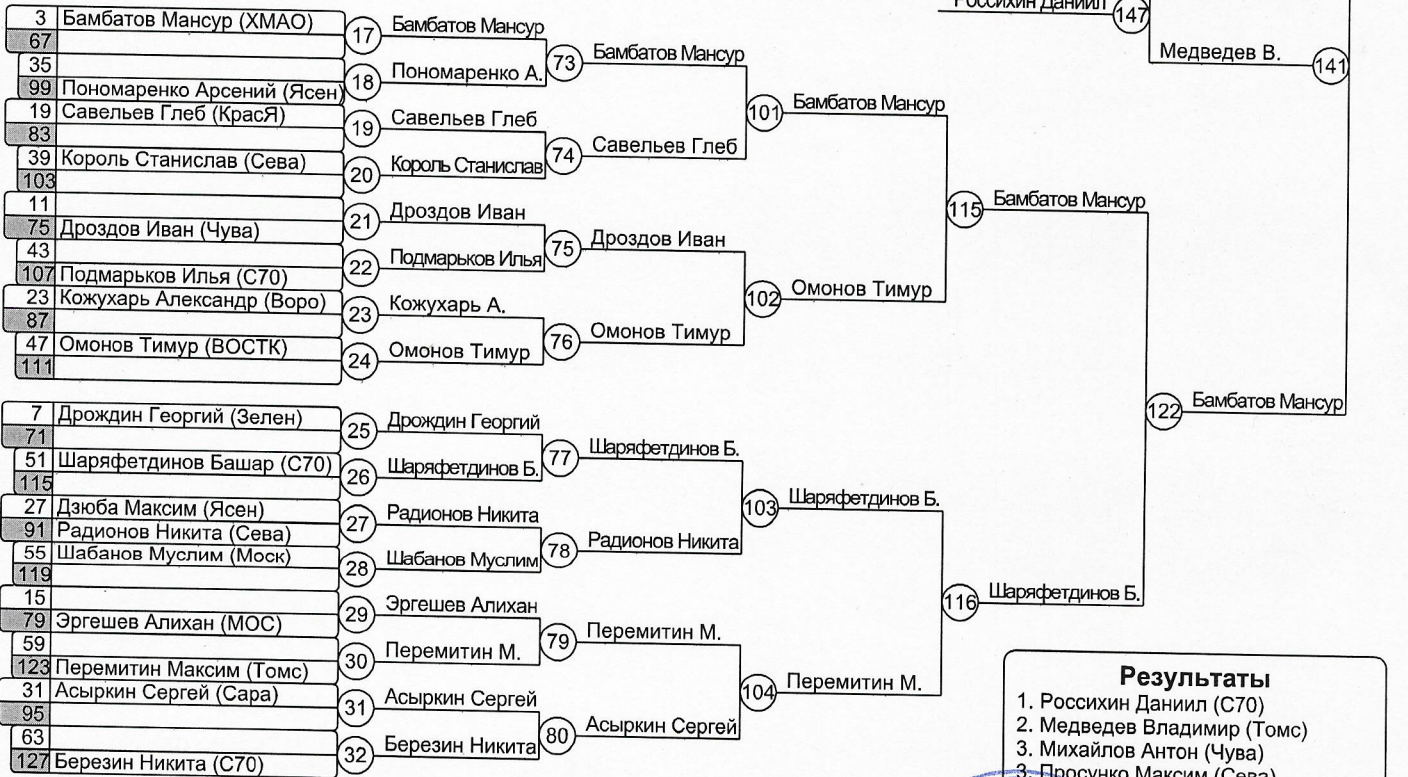 3 Бамбатов Мансур (ХМАО)
67
35
99 Пономаренко Арсений (Ясен)
19 Савельев Глеб (КрасЯ)
83
39 Король Станислав (Сева)
103
11
75 Дроздов Иван (Чува)
43
107 Подмарьков Илья (С70)
23 Кожухарь Александр (Воро)
87
47 Омонов Тимур (ВОСТК)
111
7 Дрождин Георгий (Зелен)
71
51 Шаряфетдинов Башар (С70)
115
27 Дзюба Максим (Ясен)
91 Радионов Никита (Сева)
55 Шабанов Муслим (Моск)
119
15
79 Эргешев Алихан (МОС)
59
123 Перемитин Максим (Томс)
31 Асыркин Сергей (Сара)
95
63
127 Березин Никита (С70)
17 Бамбатов Мансур
18 Пономаренко А.
19 Савельев Глеб
20 Король Станислав
21 Дроздов Иван
22 Подмарьков Илья
23 Кожухарь А.
24 Омонов Тимур
25 Дрождин Георгий
26 Шаряфетдинов Б.
27 Радионов Никита
28 Шабанов Муслим
29 Эргешев Алихан
30 Перемитин М.
31 Асыркин Сергей
32 Березин Никита
73 Бамбатов Мансур
74 Савельев Глеб
75 Дроздов Иван
76 Омонов Тимур
77 Шаряфетдинов Б.
78 Радионов Никита
79 Перемитин М.
80 Асыркин Сергей
101 Бамбатов Мансур
102 Омонов Тимур
103 Шаряфетдинов Б.
104 Перемитин М.
115 Бамбатов Мансур
116 Шаряфетдинов Б.
122 Бамбатов Мансур
Россихин Даниил
147
Медведев В.
141
Результаты
1. Россихин Даниил (С70)
2. Медведев Владимир (Томс)
3. Михайлов Антон (Чува)
3. Просунко Максим (Сева)